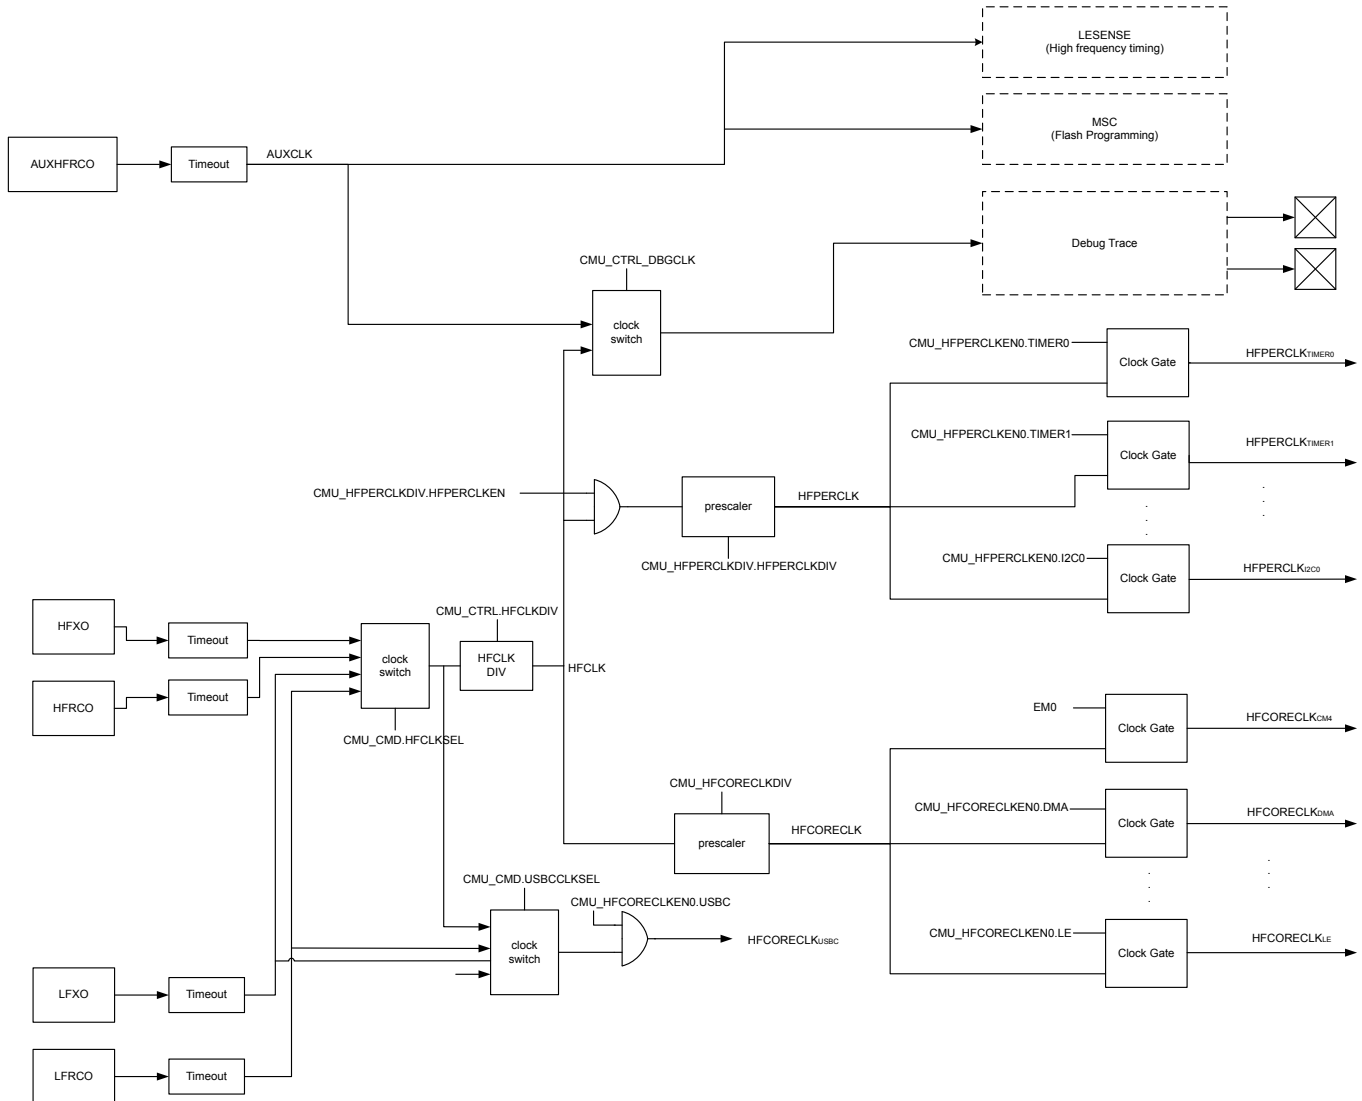 LESENSE
(High frequency timing)
MSC
(Flash Programming)
AUXHFRCO
Timeout
AUXCLK
Debug Trace
CMU_CTRL_DBGCLK
clock
switch
CMU_HFPERCLKEN0.TIMER0
Clock Gate
HFPERCLKTIMER0
CMU_HFPERCLKEN0.TIMER1
Clock Gate
HFPERCLKTIMER1
CMU_HFPERCLKDIV.HFPERCLKEN
prescaler
HFPERCLK
CMU_HFPERCLKDIV.HFPERCLKDIV
CMU_HFPERCLKEN0.I2C0
Clock Gate
HFPERCLKI2C0
HFXO
Timeout
HFRCO
Timeout
clock
switch
CMU_CMD.HFCLKSEL
CMU_CTRL.HFCLKDIV
HFCLK
DIV
HFCLK
EM0
Clock Gate
HFCORECLKCM4
CMU_HFCORECLKDIV
prescaler
HFCORECLK
CMU_HFCORECLKEN0.DMA
Clock Gate
HFCORECLKDMA
CMU_CMD.USBCCLKSEL
clock
switch
CMU_HFCORECLKEN0.USBC
HFCORECLKUSBC
CMU_HFCORECLKEN0.LE
Clock Gate
HFCORECLKLE
LFXO
Timeout
LFRCO
Timeout